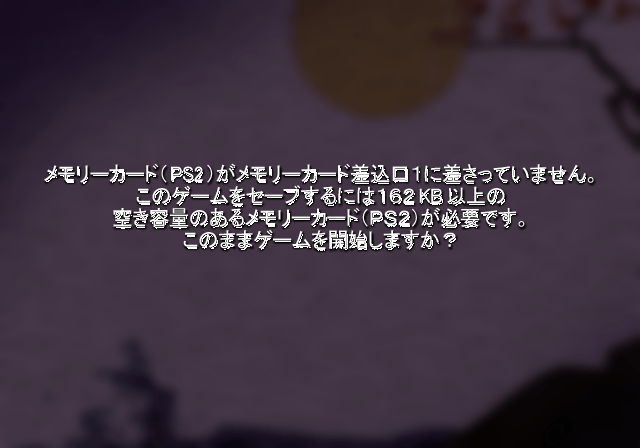 メモリーカード(PS2)がメモリーカード差込口1に差さっていません。
このゲームをセーブするには162KB以上の
空き容量のあるメモリーカード(PS2)が必要です。
このままゲームを開始しますか?